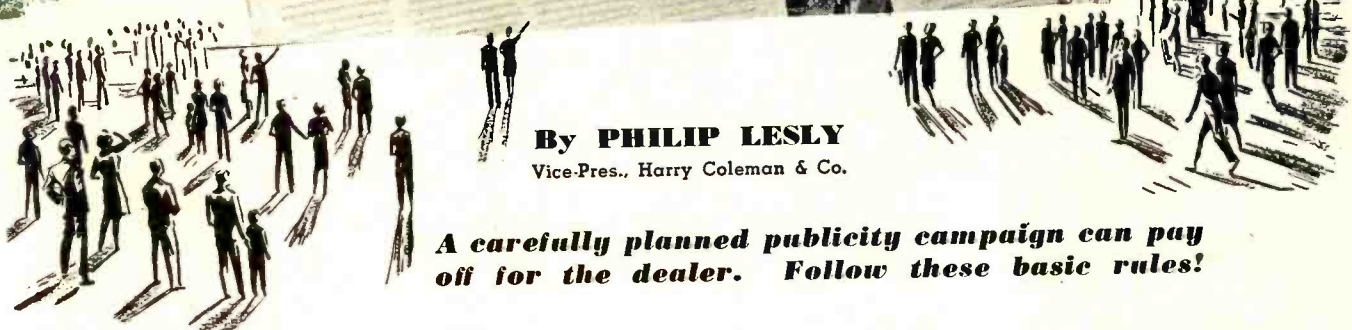 By PHILIP LESLY
Vice-Pres., Harry Coleman & Co.
A carefully planned publicity campaign can pay
off for the dealer. Follow these basic rules!